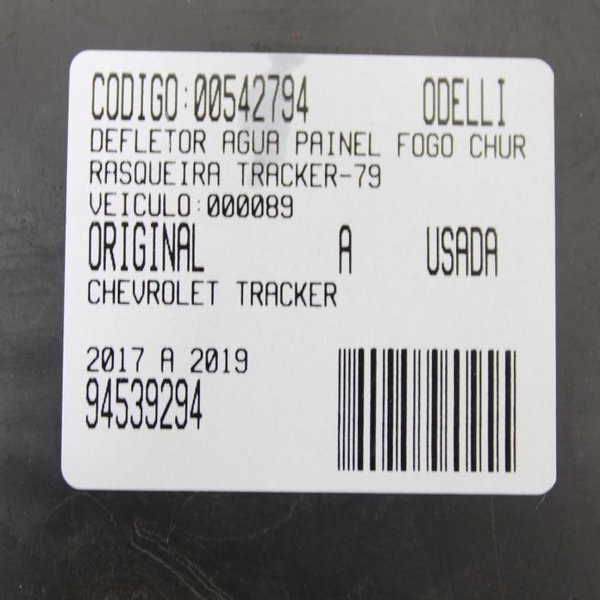 CODIGO:00542794 ODELLI
DEFLETOR AGUA PAINEL FOGO CHUR
RASQUEIRA TRACKER-79
VEICULO:000089
ORIGINAL A USADA
CHEVROLET TRACKER
2017 A 2019
94539294